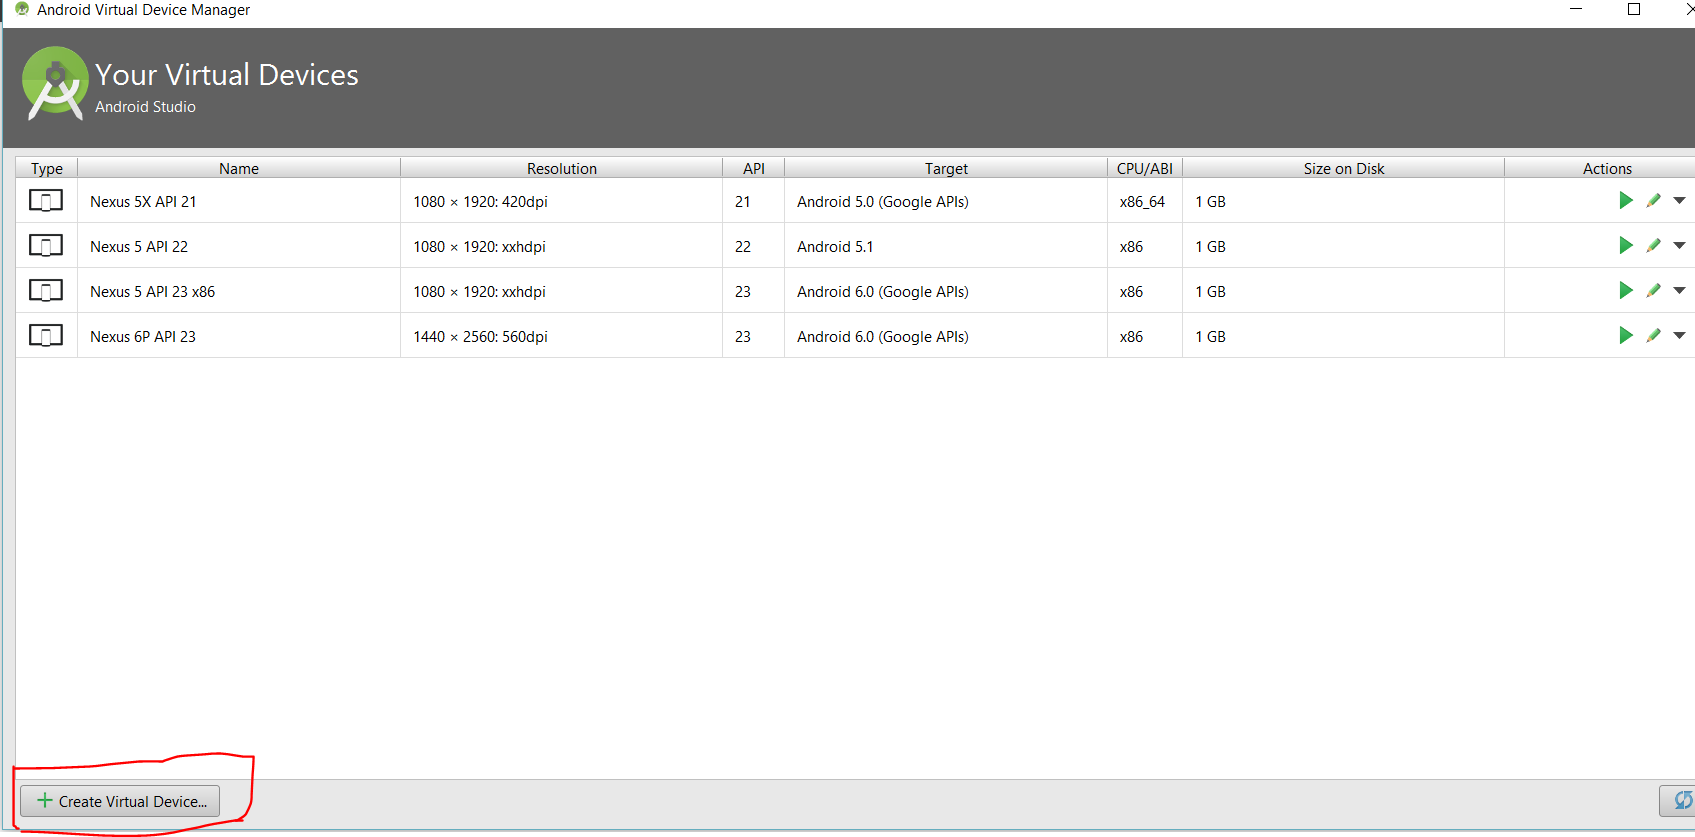 Android Virtual Device Manager
Your Virtual Devices
Android Studio
Type Name Resolution API Target CPU/ABI Size on Disk Actions
Nexus 5X API 21 1080 × 1920: 420dpi 21 Android 5.0 (Google APIs) x86_64 1 GB
Nexus 5 API 22 1080 × 1920: xxhdpi 22 Android 5.1 x86 1 GB
Nexus 5 API 23 x86 1080 × 1920: xxhdpi 23 Android 6.0 (Google APIs) x86 1 GB
Nexus 6P API 23 1440 × 2560: 560dpi 23 Android 6.0 (Google APIs) x86 1 GB
Create Virtual Device...